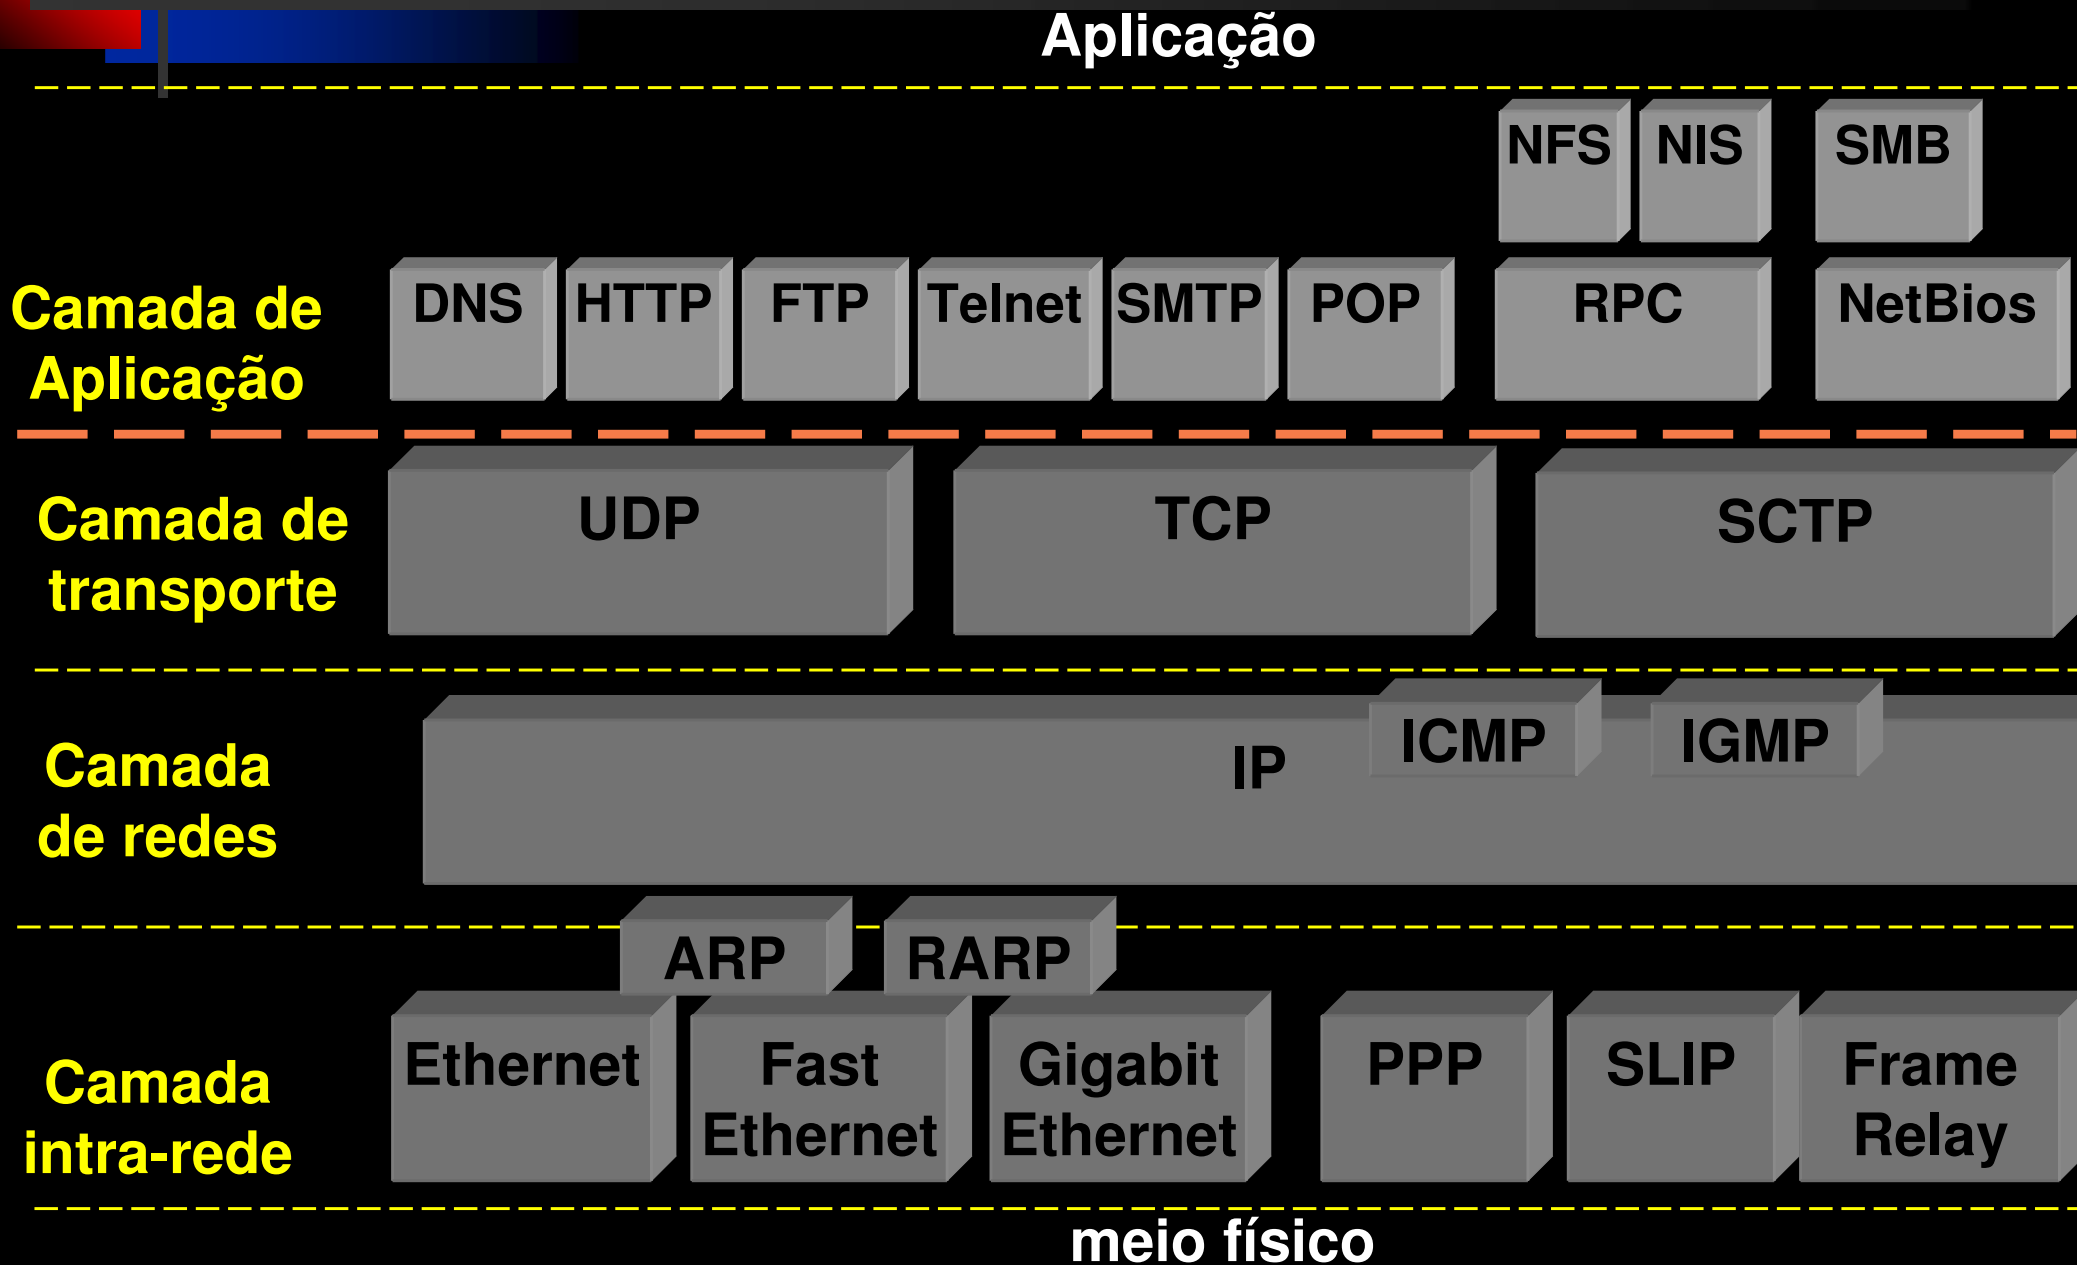 Aplicação
NFS NIS SMB
Camada de
Aplicação
DNS HTTP FTP Telnet SMTP POP RPC NetBios
Camada de
transporte
UDP TCP SCTP
Camada
de redes
IP ICMP IGMP
ARP RARP
Camada
intra-rede
Ethernet
Fast
Ethernet
Gigabit
Ethernet
PPP
SLIP
Frame
Relay
meio físico